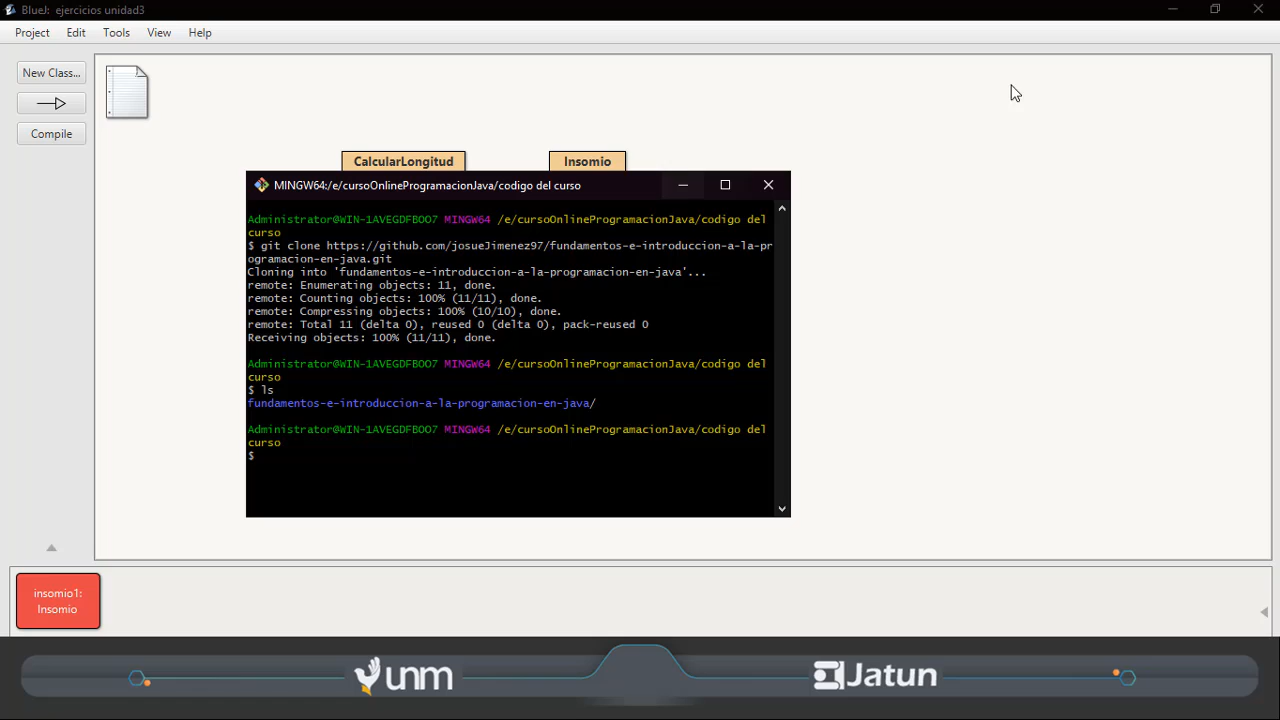 BlueJ: ejercicios unidad3
Project Edit Tools View Help
New Class...
Compile
CalcularLongitud
Insomio
MINGW64:/e/cursoOnlineProgramacionJava/codigo del curso
Administrator@WIN-1AVEGDFBOO7 MINGW64 /e/cursoOnlineProgramacionJava/codigo del
curso
$ git clone https://github.com/josueJimenez97/fundamentos-e-introduccion-a-la-pr
ogramacion-en-java.git
Cloning into 'fundamentos-e-introduccion-a-la-programacion-en-java'...
remote: Enumerating objects: 11, done.
remote: Counting objects: 100% (11/11), done.
remote: Compressing objects: 100% (10/10), done.
remote: Total 11 (delta 0), reused 0 (delta 0), pack-reused 0
Receiving objects: 100% (11/11), done.
Administrator@WIN-1AVEGDFBOO7 MINGW64 /e/cursoOnlineProgramacionJava/codigo del
curso
$ ls
fundamentos-e-introduccion-a-la-programacion-en-java/
Administrator@WIN-1AVEGDFBOO7 MINGW64 /e/cursoOnlineProgramacionJava/codigo del
curso
$
insomio1:
Insomio
unm
Jatun